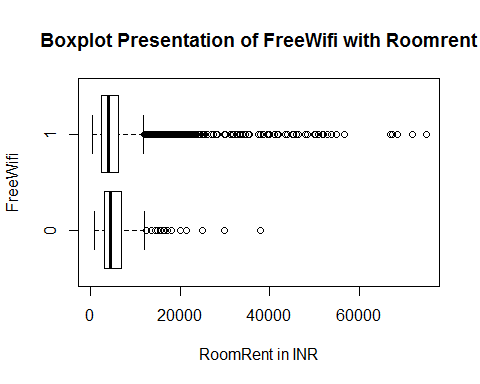 Boxplot Presentation of FreeWifi with Roomrent
FreeWifi
1
0
0 20000 40000 60000
RoomRent in INR